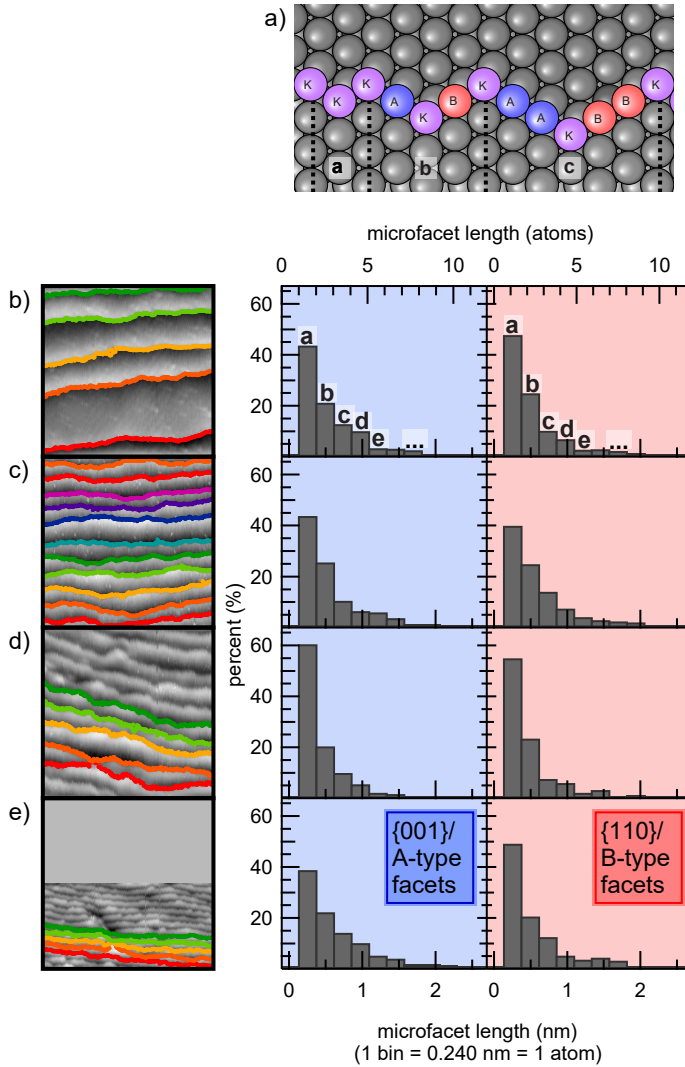 a)
K K K A K B K A A K B B K
a b c
microfacet length (atoms)
0 5 10 0 5 10
b)
60
40
20
a b c d e ...
a b c d e ...
c)
60
40
20
percent (%)
d)
60
40
20
e)
60
40
20
{001}/
A-type
facets
{110}/
B-type
facets
0 1 2 0 1 2
microfacet length (nm)
(1 bin = 0.240 nm = 1 atom)